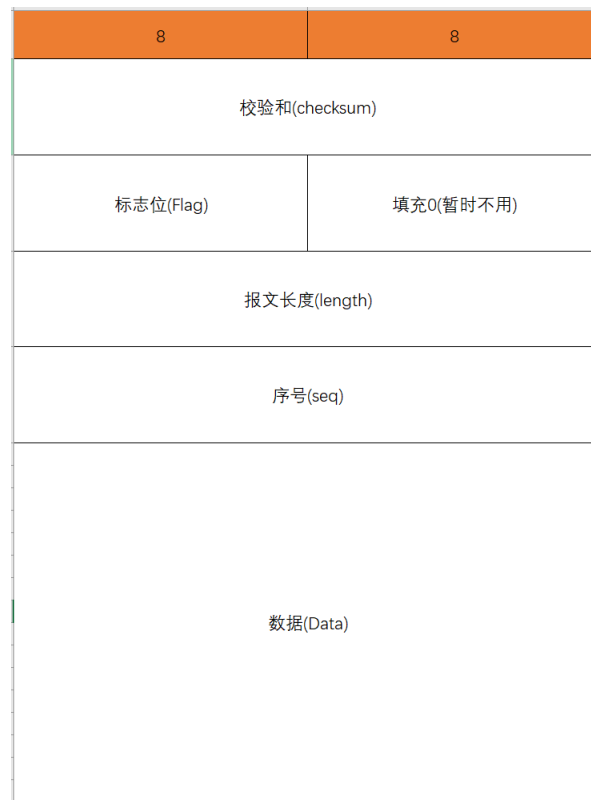 8 8
校验和(checksum)
标志位(Flag) 填充0(暂时不用)
报文长度(length)
序号(seq)
数据(Data)